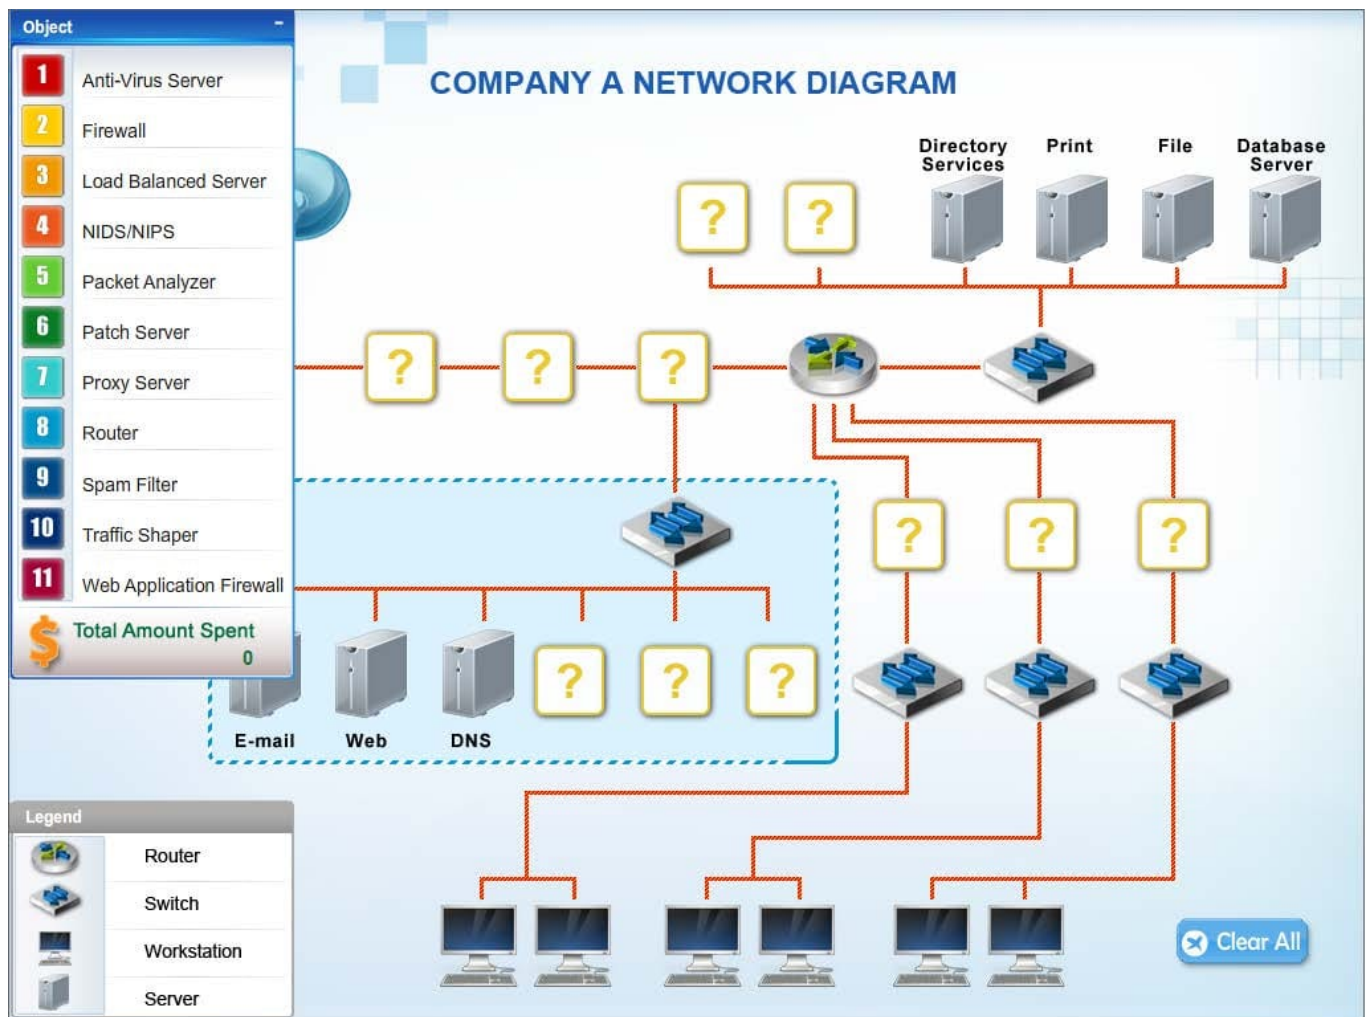 Object
-
1 Anti-Virus Server
2 Firewall
3 Load Balanced Server
4 NIDS/NIPS
5 Packet Analyzer
6 Patch Server
7 Proxy Server
8 Router
9 Spam Filter
10 Traffic Shaper
11 Web Application Firewall
$ Total Amount Spent
0
COMPANY A NETWORK DIAGRAM
Directory
Services
Print
File
Database
Server
? ?
? ? ?
? ? ?
? ? ?
E-mail Web DNS
Legend
Router
Switch
Workstation
Server
Clear All